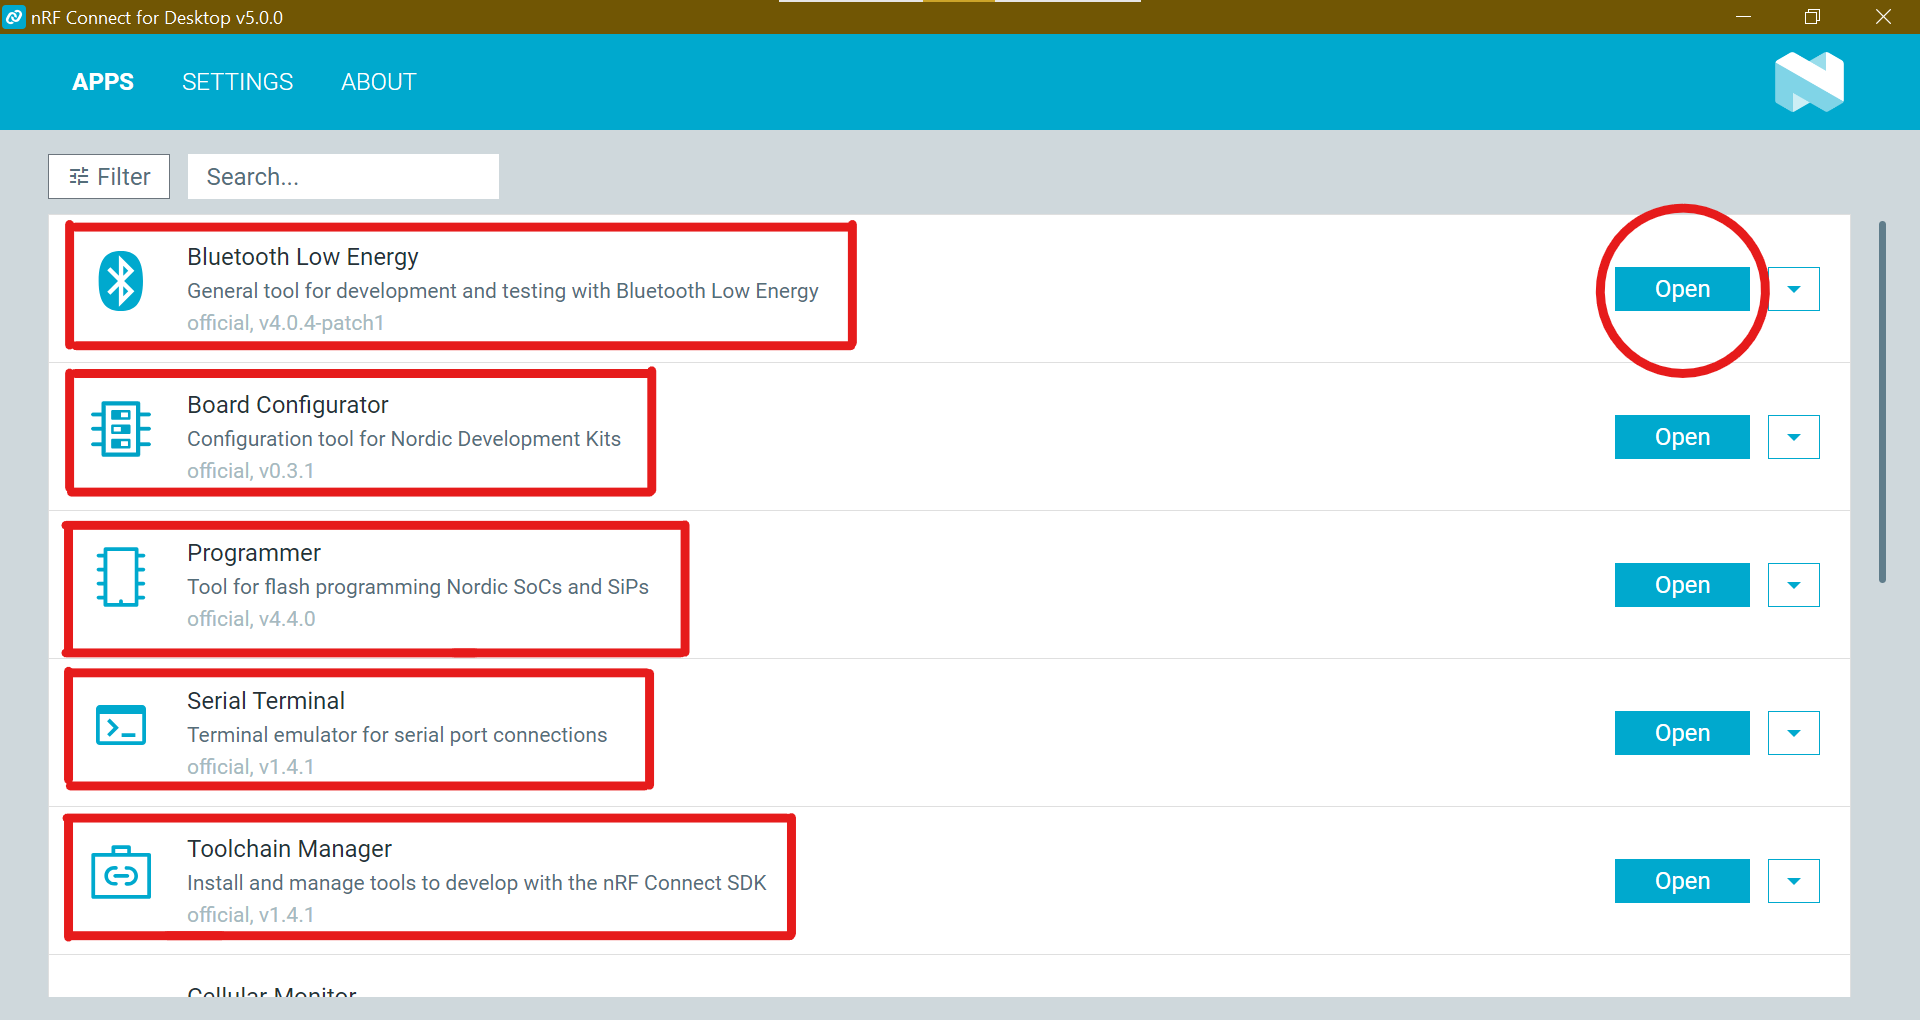 nRF Connect for Desktop v5.0.0
APPS SETTINGS ABOUT
Filter Search...
Bluetooth Low Energy
General tool for development and testing with Bluetooth Low Energy
official, v4.0.4-patch1
Open
Board Configurator
Configuration tool for Nordic Development Kits
official, v0.3.1
Open
Programmer
Tool for flash programming Nordic SoCs and SiPs
official, v4.4.0
Open
Serial Terminal
Terminal emulator for serial port connections
official, v1.4.1
Open
Toolchain Manager
Install and manage tools to develop with the nRF Connect SDK
official, v1.4.1
Open
Cellular Monitor